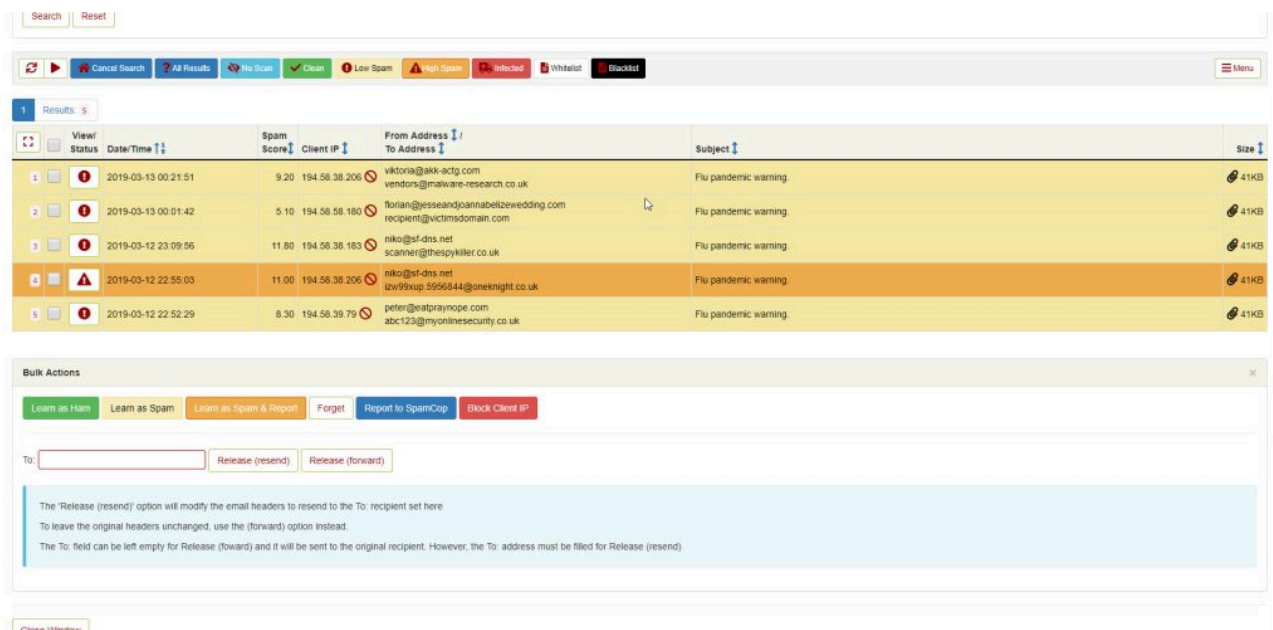 Search Reset
Cancel Search All Results No Scan Clean Low Spam High Spam Infected Whitelist Blacklist Menu
1 Results: 5
View/ Status Date/Time Spam Score Client IP From Address / To Address Subject Size
1 2019-03-13 00:21:51 9.20 194.58.38.206 viktoria@akk-actg.com Flu pandemic warning. 41KB
vendors@malware-research.co.uk
2 2019-03-13 00:01:42 5.10 194.58.58.180 florian@jesseandjoannabelizewedding.com Flu pandemic warning. 41KB
recipient@victimsdomain.com
3 2019-03-12 23:09:56 11.80 194.58.38.183 niko@sf-dns.net Flu pandemic warning. 41KB
scanner@thespykiller.co.uk
4 2019-03-12 22:55:03 11.00 194.58.38.206 niko@sf-dns.net Flu pandemic warning. 41KB
izw99xup.5956844@oneknight.co.uk
5 2019-03-12 22:52:29 8.30 194.58.39.79 peter@eatpraynope.com Flu pandemic warning. 41KB
abc123@myonlinesecurity.co.uk
Bulk Actions
Learn as Ham Learn as Spam Learn as Spam & Report Forget Report to SpamCop Block Client IP
To: Release (resend) Release (forward)
The 'Release (resend)' option will modify the email headers to resend to the To: recipient set here
To leave the original headers unchanged, use the (forward) option instead.
The To: field can be left empty for Release (foward) and it will be sent to the original recipient. However, the To: address must be filled for Release (resend)
Close Window